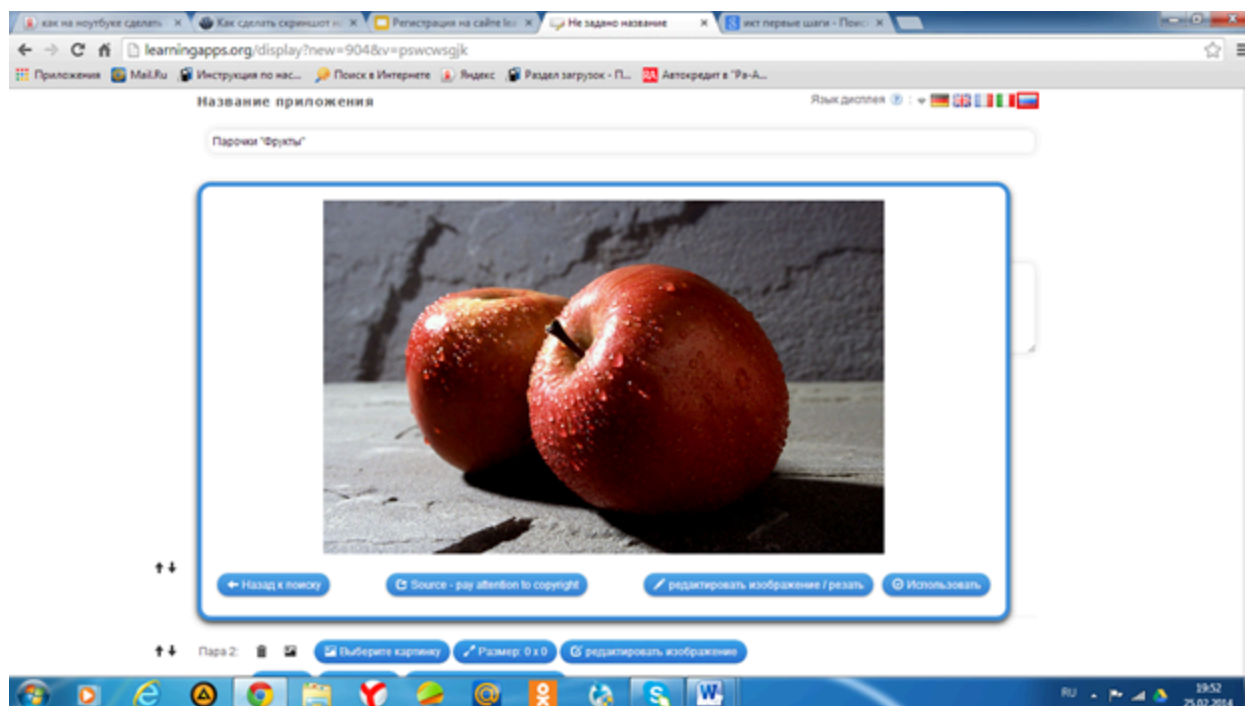 как на ноутбуке сделать
Как сделать скриншот н
Регистрация на сайте le
Не задано название
икт первые шаги - Поис
learningapps.org/display?new=904&v=pswcwsgjk
Приложения
Mail.Ru
Инструкция по нас...
Поиск в Интернете
Яндекс
Раздел загрузок - П...
Автокредит в "Ра-А...
Название приложения
Язык дисплея
Парочки "Фрукты"
Назад к поиску
Source - pay attention to copyright
редактировать изображение / резать
Использовать
Пара 2:
Выберите картинку
Размер: 0 x 0
редактировать изображение
RU
19:52
25.02.2014